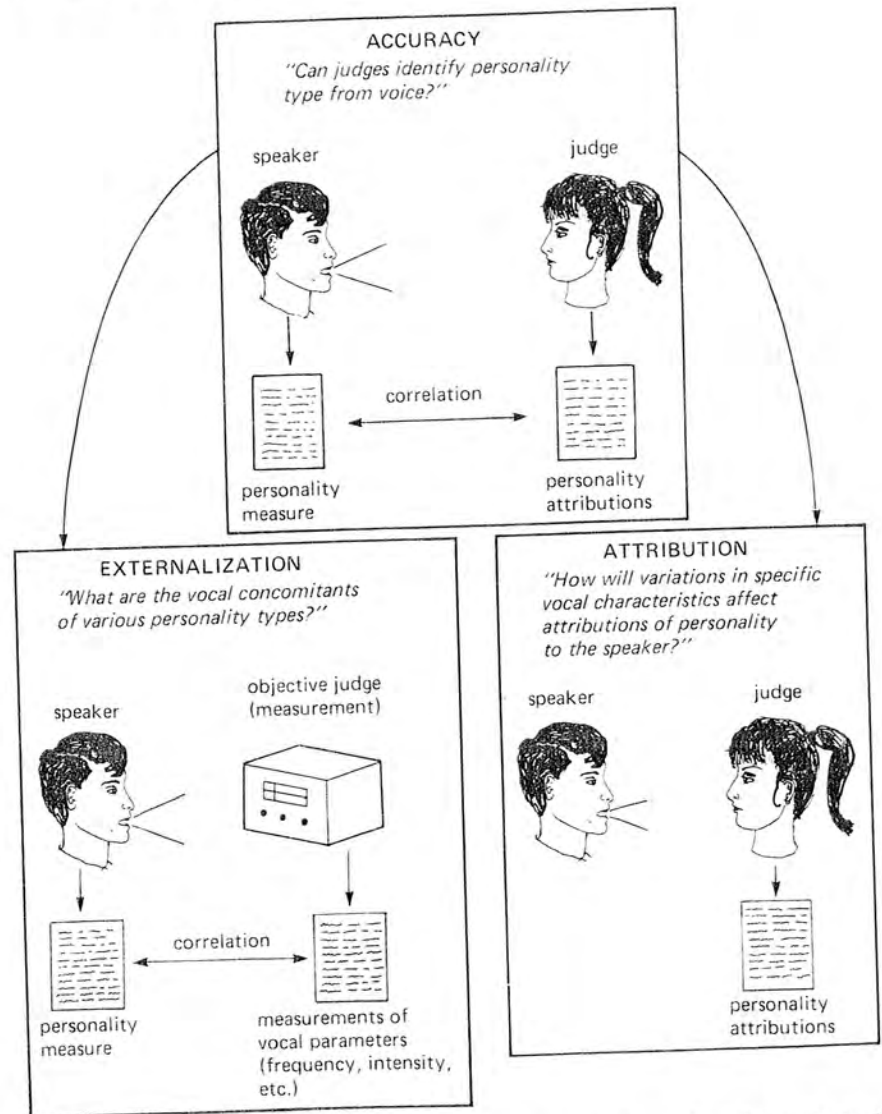 ACCURACY
"Can judges identify personality
type from voice?"
speaker
judge
correlation
personality
measure
personality
attributions
EXTERNALIZATION
"What are the vocal concomitants
of various personality types?"
objective judge
(measurement)
speaker
correlation
personality
measure
measurements of
vocal parameters
(frequency, intensity,
etc.)
ATTRIBUTION
"How will variations in specific
vocal characteristics affect
attributions of personality
to the speaker?"
speaker
judge
personality
attributions